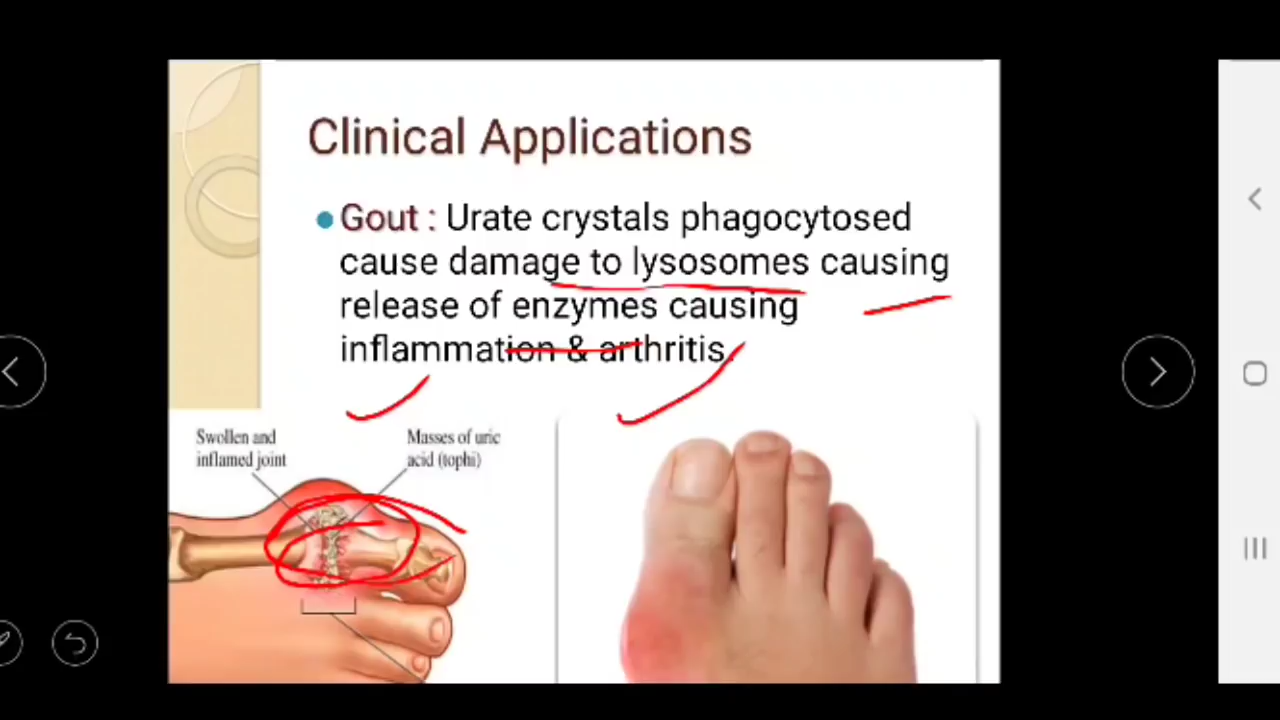 Clinical Applications
Gout : Urate crystals phagocytosed
cause damage to lysosomes causing
release of enzymes causing
inflammation & arthritis.
Swollen and
inflamed joint
Masses of uric
acid (tophi)